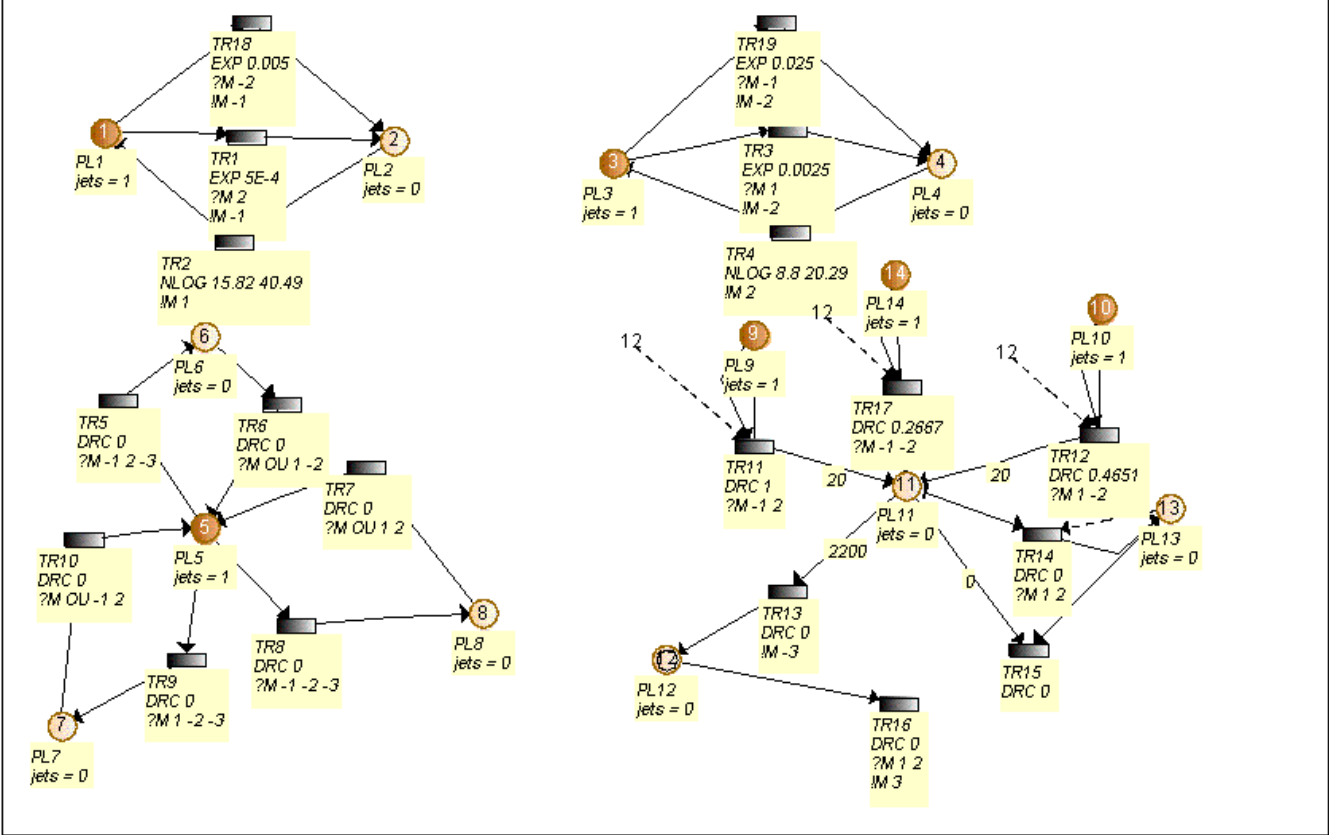 TR18
EXP 0.005
?M -2
!M -1
1
PL1
jets = 1
TR1
EXP 5E-4
?M 2
!M -1
2
PL2
jets = 0
TR2
NLOG 15.82 40.49
!M 1
TR19
EXP 0.025
?M -1
!M -2
3
PL3
jets = 1
TR3
EXP 0.0025
?M 1
!M -2
4
PL4
jets = 0
TR4
NLOG 8.8 20.29
!M 2
6
PL6
jets = 0
TR5
DRC 0
?M -1 2 -3
TR6
DRC 0
?M OU 1 -2
TR7
DRC 0
?M OU 1 2
5
PL5
jets = 1
TR10
DRC 0
?M OU -1 2
TR8
DRC 0
?M -1 -2 -3
8
PL8
jets = 0
TR9
DRC 0
?M 1 -2 -3
7
PL7
jets = 0
12
9
PL9
jets = 1
TR11
DRC 1
?M -1 2
20
12
14
PL14
jets = 1
TR17
DRC 0.2667
?M -1 -2
12
10
PL10
jets = 1
TR12
DRC 0.4651
?M 1 -2
20
11
PL11
jets = 0
13
PL13
jets = 0
TR14
DRC 0
?M 1 2
2200
0
TR13
DRC 0
!M -3
TR15
DRC 0
12
PL12
jets = 0
TR16
DRC 0
?M 1 2
!M 3